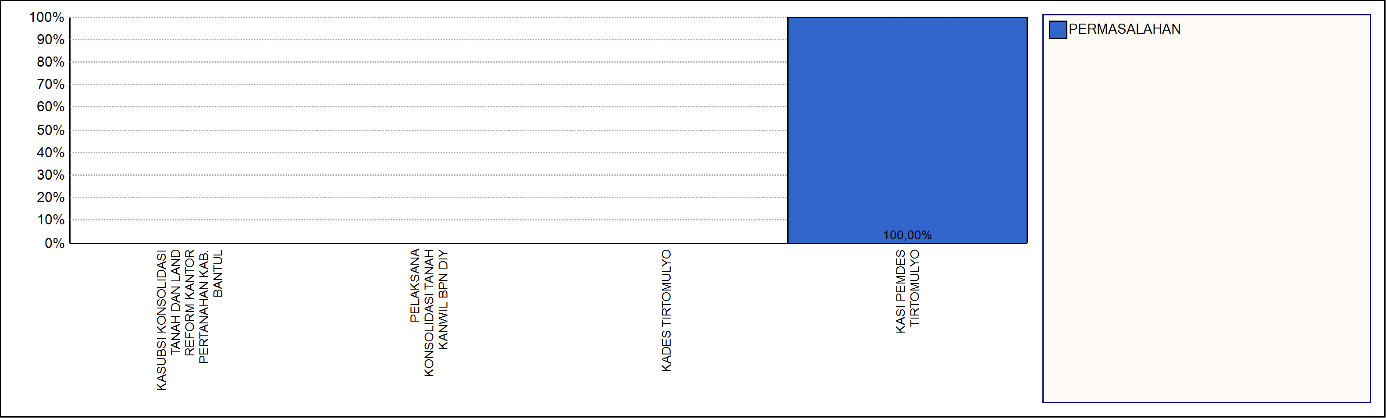 100%
90%
80%
70%
60%
50%
40%
30%
20%
10%
0%
100,00%
KASUBSI KONSOLIDASI
TANAH DAN LAND
REFORM KANTOR
PERTANAHAN KAB.
BANTUL
PELAKSANA
KONSOLIDASI TANAH
KANWIL BPN DIY
KADES TIRTOMULYO
KASI PEMDES
TIRTOMULYO
PERMASALAHAN